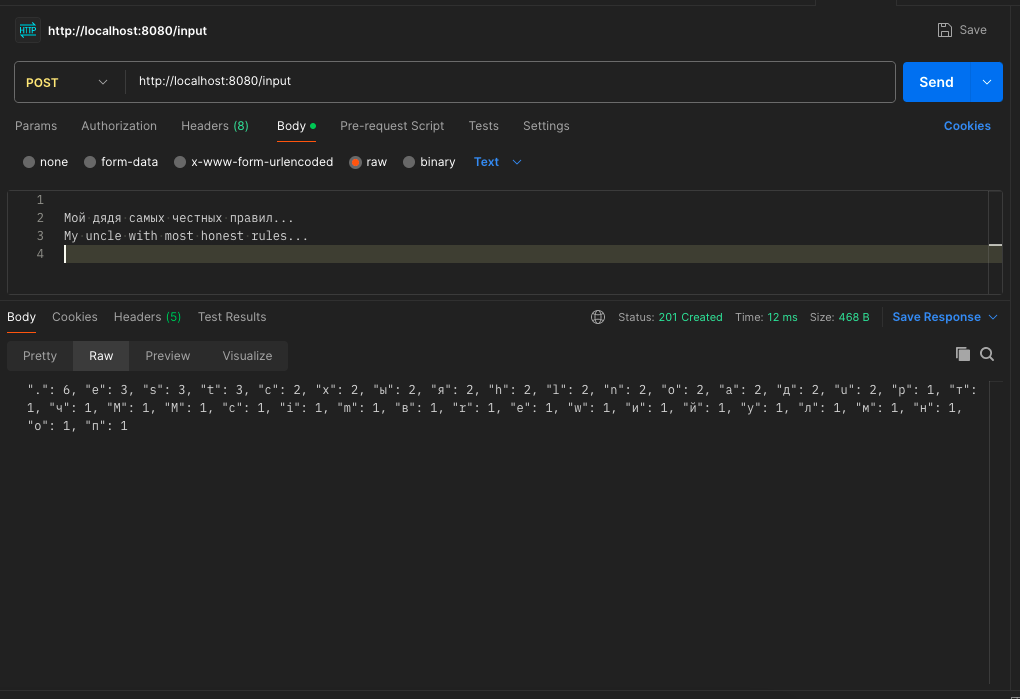 HTTP http://localhost:8080/input Save
POST http://localhost:8080/input Send
Params Authorization Headers (8) Body Pre-request Script Tests Settings Cookies
none form-data x-www-form-urlencoded raw binary Text
1
2 Мой дядя самых честных правил...
3 My uncle with most honest rules...
4
Body Cookies Headers (5) Test Results Status: 201 Created Time: 12 ms Size: 468 B Save Response
Pretty Raw Preview Visualize
".": 6, "e": 3, "s": 3, "t": 3, "с": 2, "х": 2, "ы": 2, "я": 2, "h": 2, "l": 2, "n": 2, "o": 2, "а": 2, "д": 2, "u": 2, "р": 1, "т":
1, "ч": 1, "M": 1, "М": 1, "c": 1, "i": 1, "m": 1, "в": 1, "r": 1, "е": 1, "w": 1, "и": 1, "й": 1, "y": 1, "л": 1, "м": 1, "н": 1,
"о": 1, "п": 1